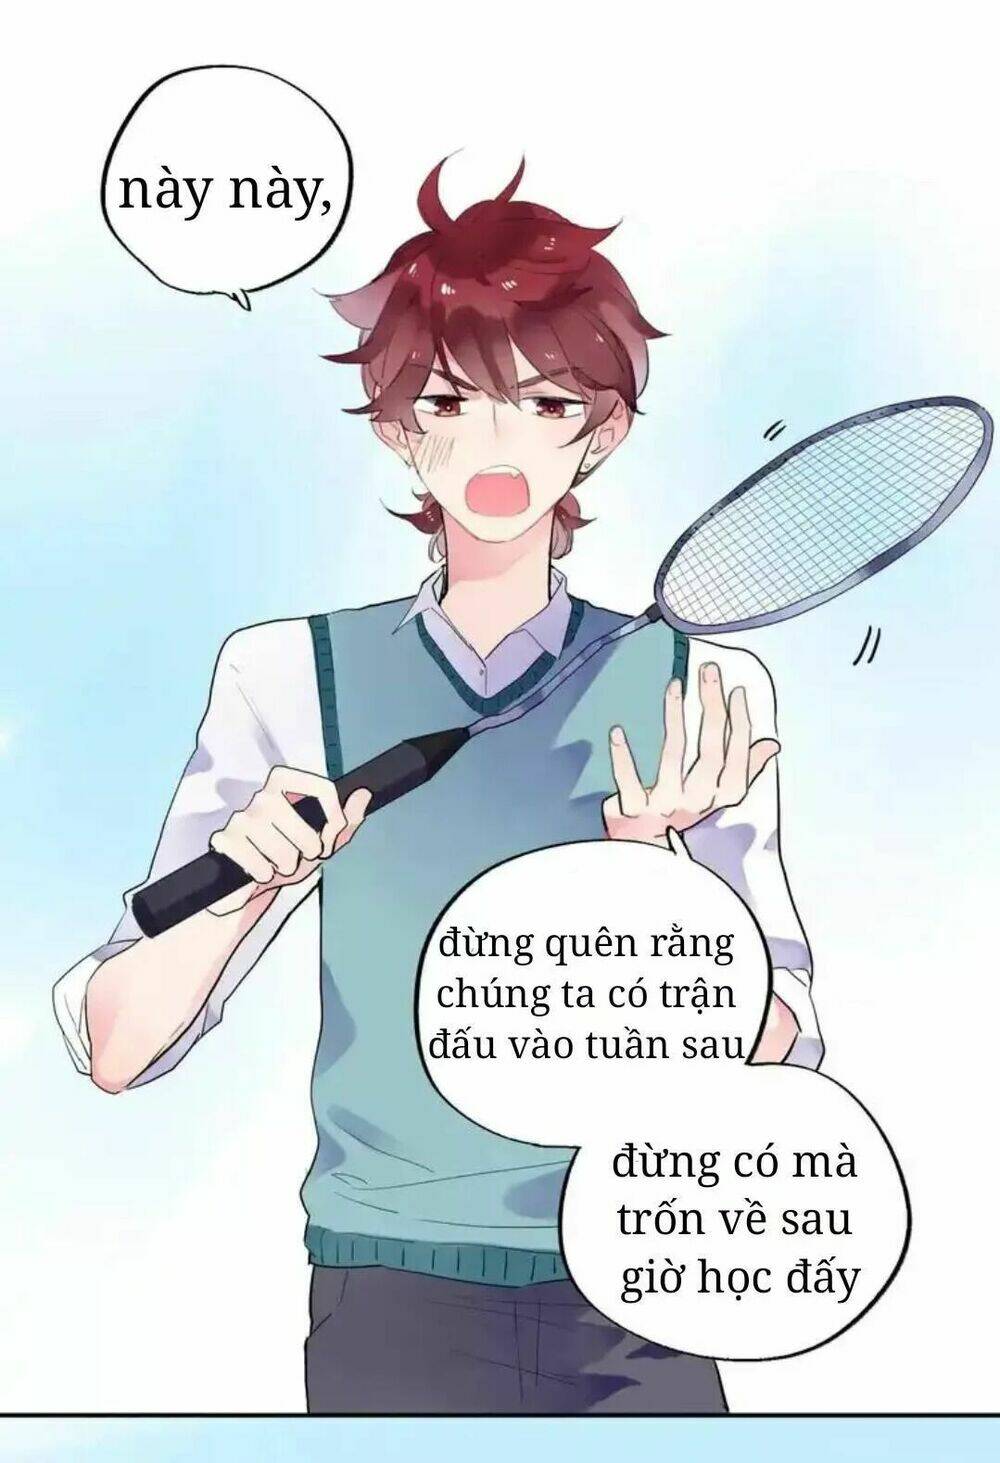 này này,
đừng quên rằng
chúng ta có trận
đấu vào tuần sau
đừng có mà
trốn về sau
giờ học đấy